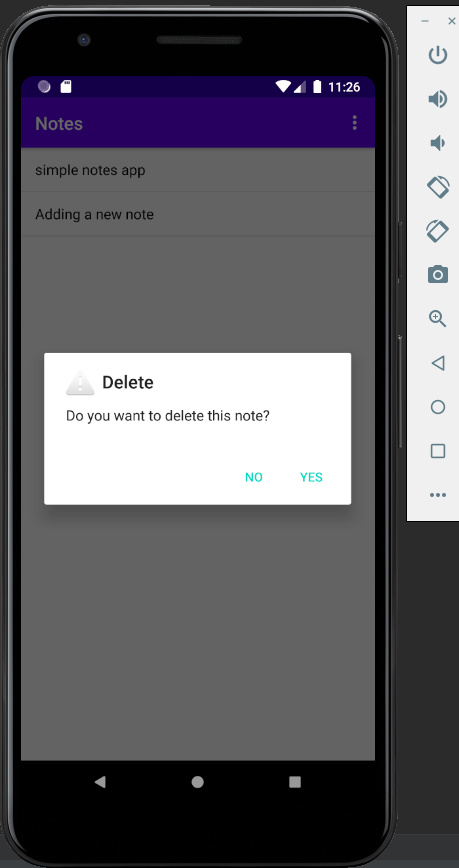 11:26
Notes
simple notes app
Adding a new note
Delete
Do you want to delete this note?
NO YES